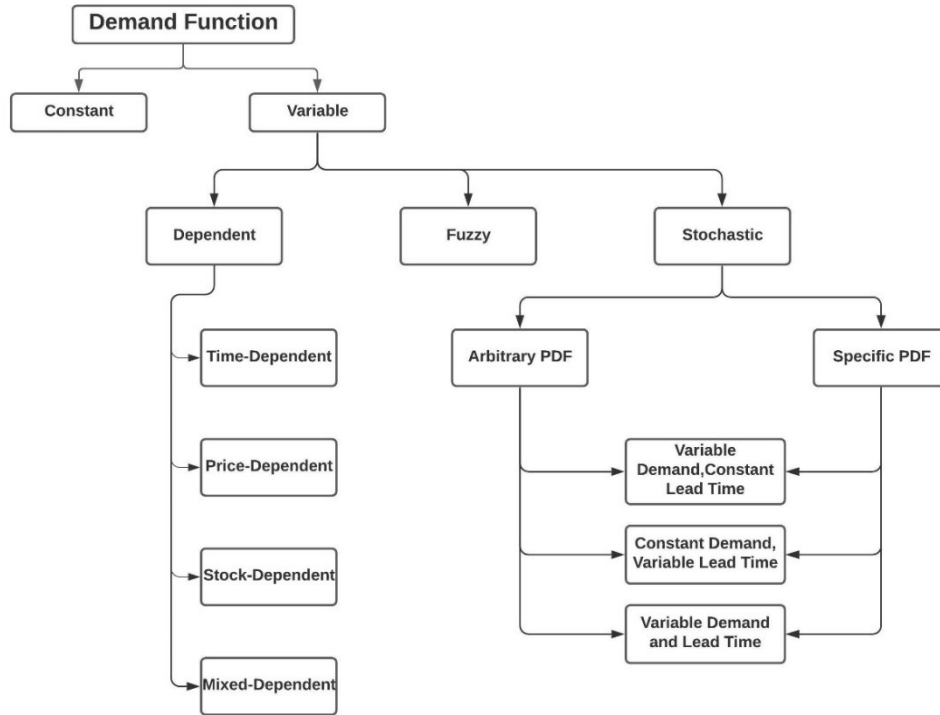 Demand Function
Constant
Variable
Dependent
Fuzzy
Stochastic
Time-Dependent
Arbitrary PDF
Specific PDF
Price-Dependent
Variable
Demand,Constant
Lead Time
Stock-Dependent
Constant Demand,
Variable Lead Time
Variable Demand
and Lead Time
Mixed-Dependent